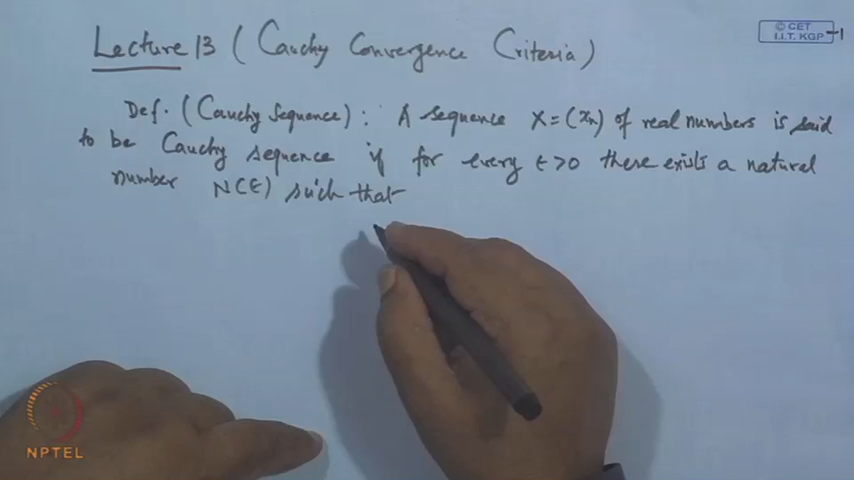 Lecture 13 ( Cauchy Convergence Criteria )
© CET
I.I.T. KGP
-1
Def. ( Cauchy Sequence ) : A sequence X = (xn) of real numbers is said
to be Cauchy sequence if for every ε > 0 there exists a natural
number N(ε) such that
NPTEL